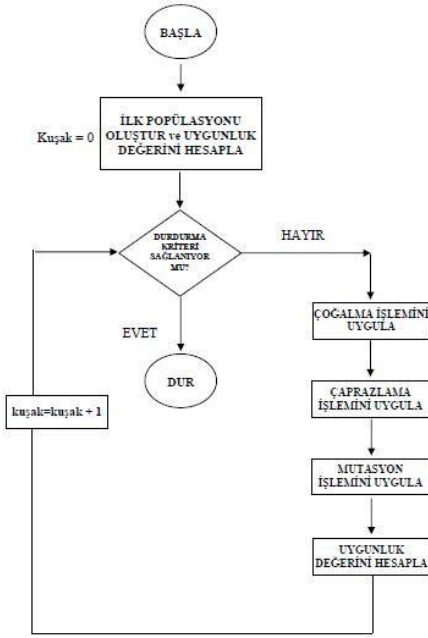 BAŞLA
Kuşak = 0
İLK POPÜLASYONU
OLUŞTUR ve UYGUNLUK
DEĞERİNİ HESAPLA
DURDURMA
KRİTERİ
SAĞLANIYOR
MU?
HAYIR
EVET
DUR
ÇOĞALMA İŞLEMİNİ
UYGULA
ÇAPRAZLAMA
İŞLEMİNİ UYGULA
MUTASYON
İŞLEMİNİ UYGULA
UYGUNLUK
DEĞERİNİ HESAPLA
kuşak=kuşak + 1